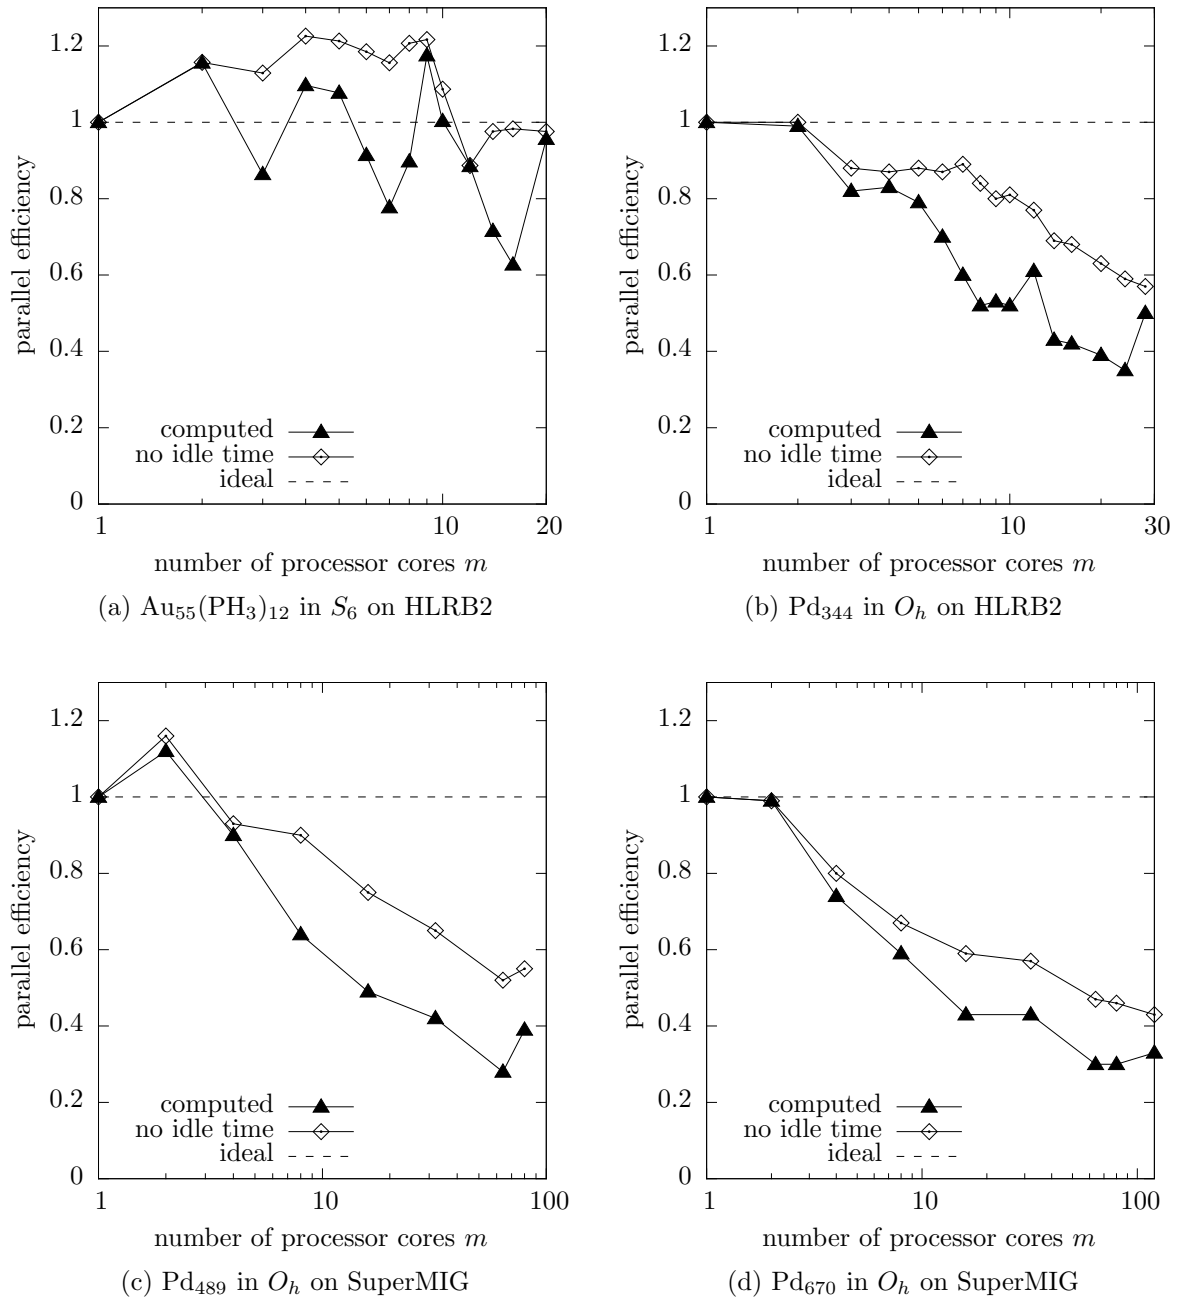 1.2
1
0.8
0.6
0.4
0.2
0
parallel efficiency
computed
no idle time
ideal
1
10
20
number of processor cores m
(a) Au₅₅(PH₃)₁₂ in S₆ on HLRB2
1.2
1
0.8
0.6
0.4
0.2
0
parallel efficiency
computed
no idle time
ideal
1
10
30
number of processor cores m
(b) Pd₃₄₄ in Oₕ on HLRB2
1.2
1
0.8
0.6
0.4
0.2
0
parallel efficiency
computed
no idle time
ideal
1
10
100
number of processor cores m
(c) Pd₄₈₉ in Oₕ on SuperMIG
1.2
1
0.8
0.6
0.4
0.2
0
parallel efficiency
computed
no idle time
ideal
1
10
100
number of processor cores m
(d) Pd₆₇₀ in Oₕ on SuperMIG